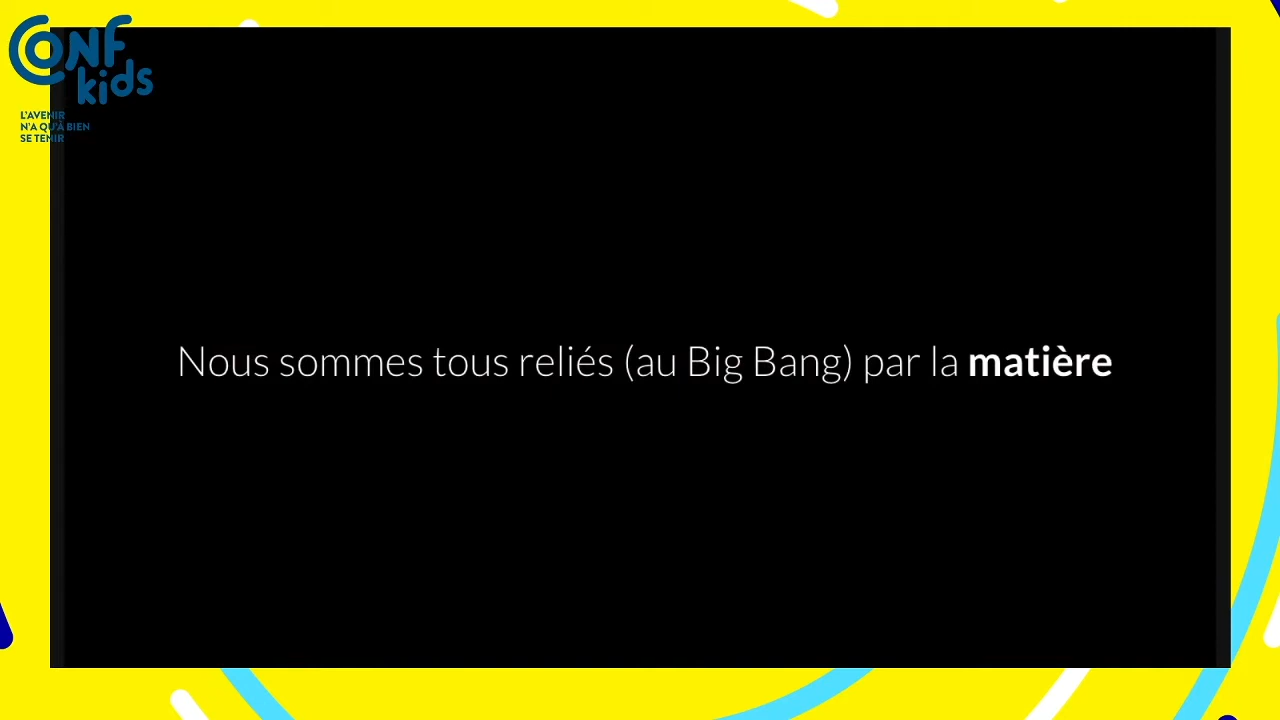 CONF
kids
L'AVENIR
N'A QU'À BIEN
SE TENIR
Nous sommes tous reliés (au Big Bang) par la matière